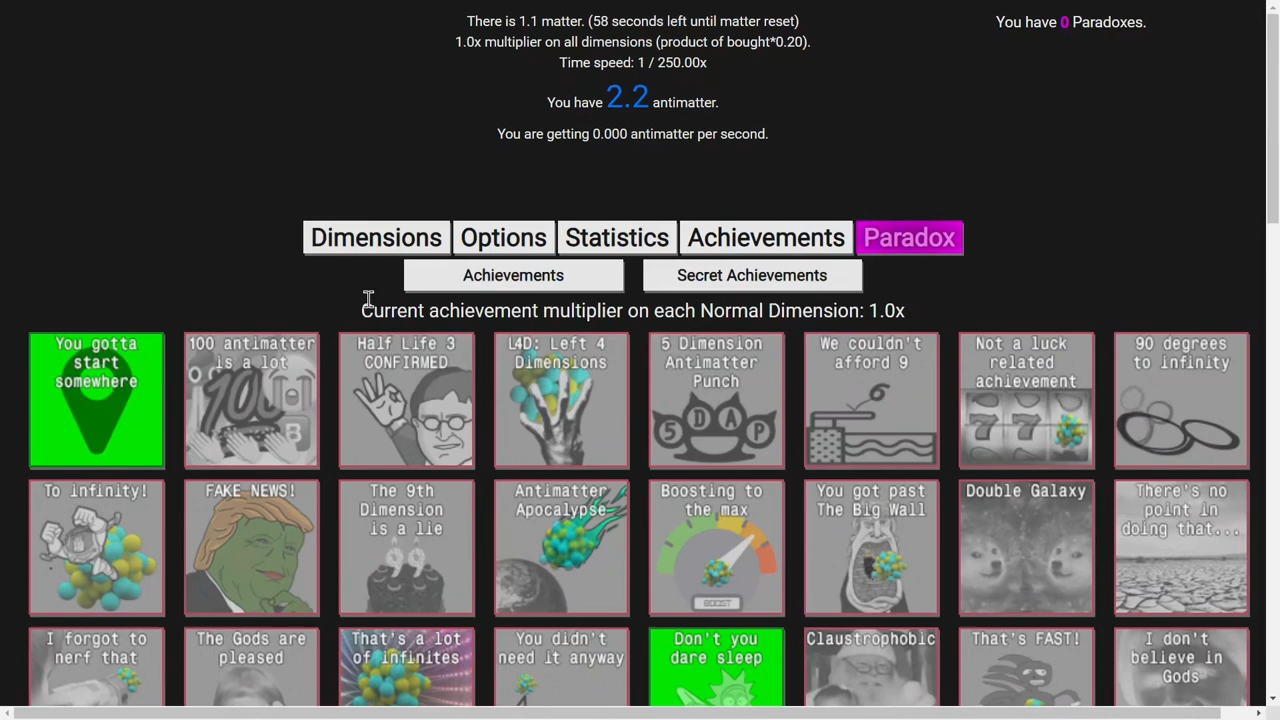 There is 1.1 matter. (58 seconds left until matter reset)
You have 0 Paradoxes.
1.0x multiplier on all dimensions (product of bought*0.20).
Time speed: 1 / 250.00x
You have 2.2 antimatter.
You are getting 0.000 antimatter per second.
Dimensions Options Statistics Achievements Paradox
Achievements Secret Achievements
Current achievement multiplier on each Normal Dimension: 1.0x
You gotta
start
somewhere
100 antimatter
is a lot
100
B
Half Life 3
CONFIRMED
L4D: Left 4
Dimensions
5 Dimension
Antimatter
Punch
5 D A P
We couldn't
afford 9
Not a luck
related
achievement
7 7
90 degrees
to infinity
To infinity!
FAKE NEWS!
The 9th
Dimension
is a lie
99
Antimatter
Apocalypse
Boosting to
the max
BOOST
You got past
The Big Wall
Double Galaxy
There's no
point in
doing that...
I forgot to
nerf that
The Gods are
pleased
That's a lot
of infinites
You didn't
need it anyway
Don't you
dare sleep
Claustrophobic
That's FAST!
I don't
believe in
Gods